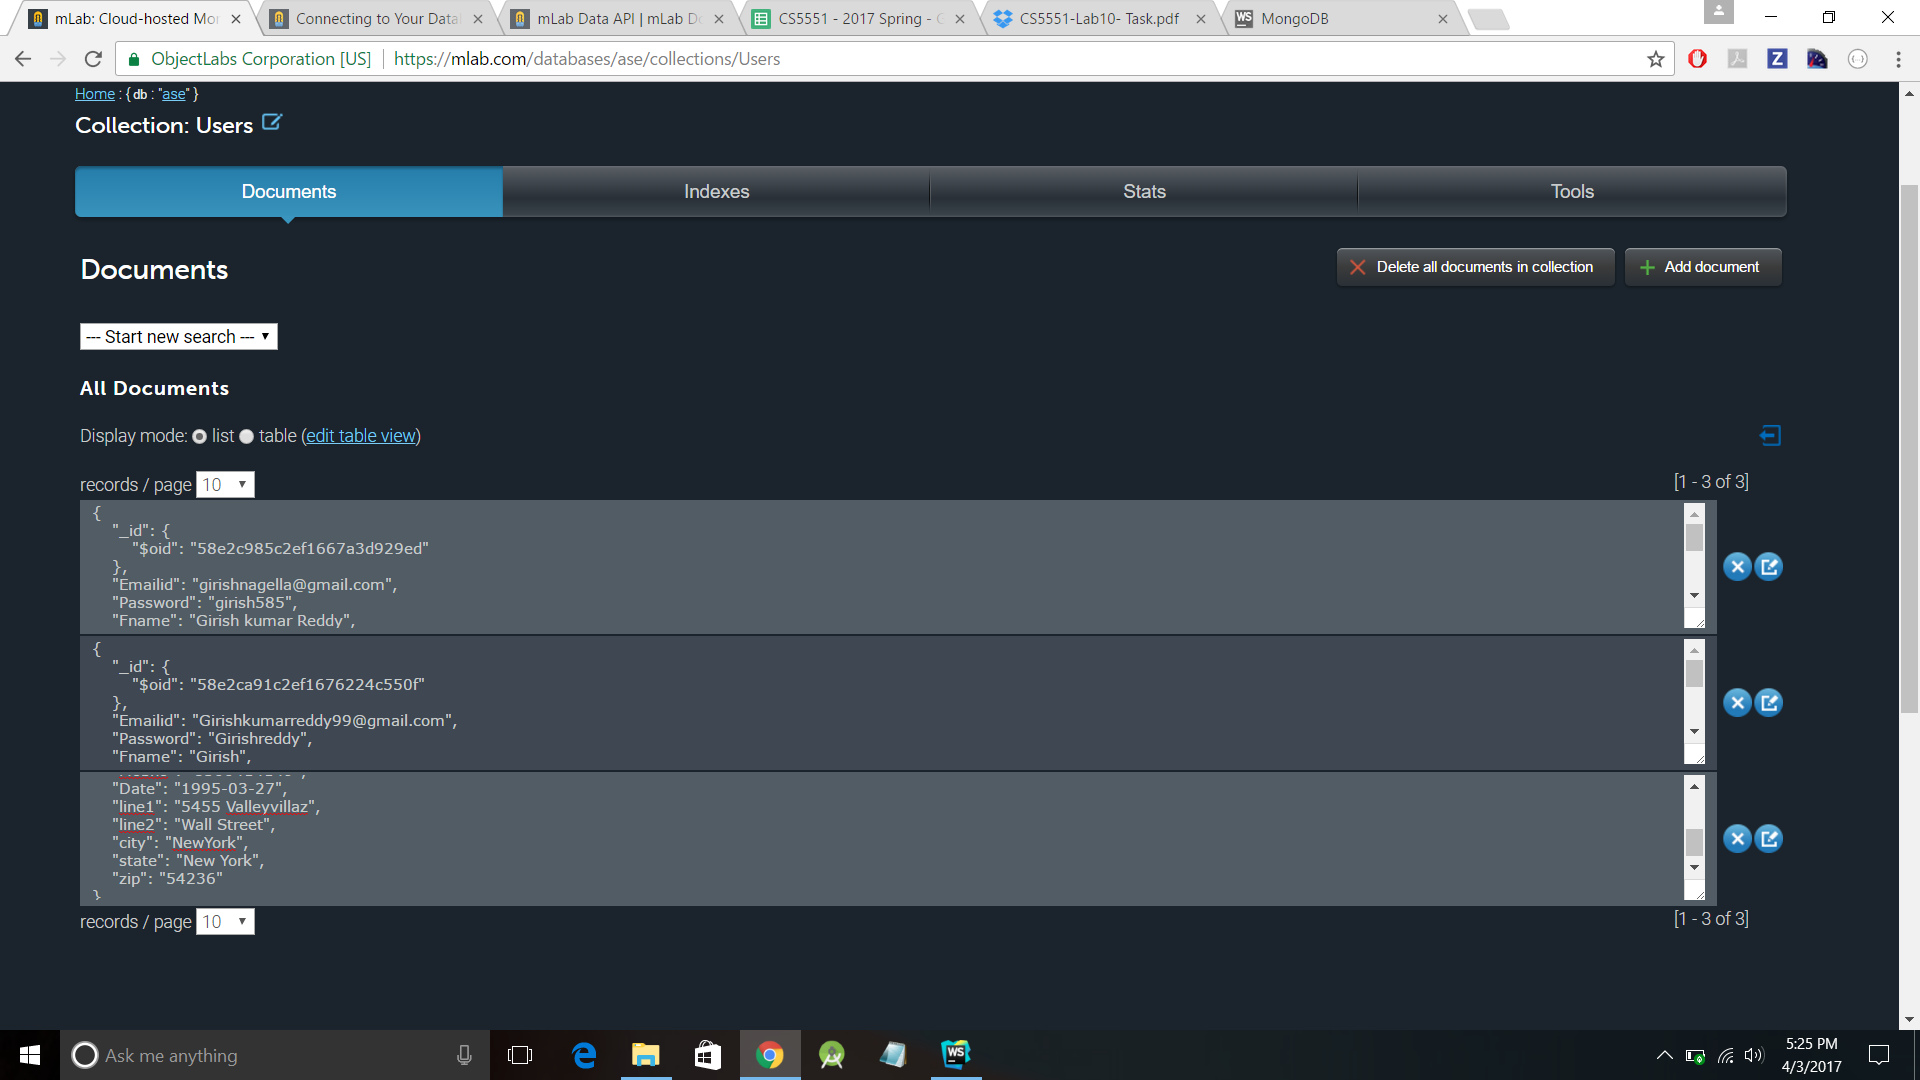 mLab: Cloud-hosted Mon
Connecting to Your Data
mLab Data API | mLab Do
CS5551 - 2017 Spring - C
CS5551-Lab10- Task.pdf
WS MongoDB
ObjectLabs Corporation [US] | https://mlab.com/databases/ase/collections/Users
Home : { db : "ase" }
Collection: Users
Documents
Indexes
Stats
Tools
Documents
Delete all documents in collection
Add document
--- Start new search ---
All Documents
Display mode: list table (edit table view)
records / page 10
[1 - 3 of 3]
{
"_id": {
"$oid": "58e2c985c2ef1667a3d929ed"
},
"Emailid": "girishnagella@gmail.com",
"Password": "girish585",
"Fname": "Girish kumar Reddy",
{
"_id": {
"$oid": "58e2ca91c2ef1676224c550f"
},
"Emailid": "Girishkumarreddy99@gmail.com",
"Password": "Girishreddy",
"Fname": "Girish",
"Date": "1995-03-27",
"line1": "5455 Valleyvillaz",
"line2": "Wall Street",
"city": "NewYork",
"state": "New York",
"zip": "54236"
}
records / page 10
[1 - 3 of 3]
Ask me anything
WS
5:25 PM
4/3/2017